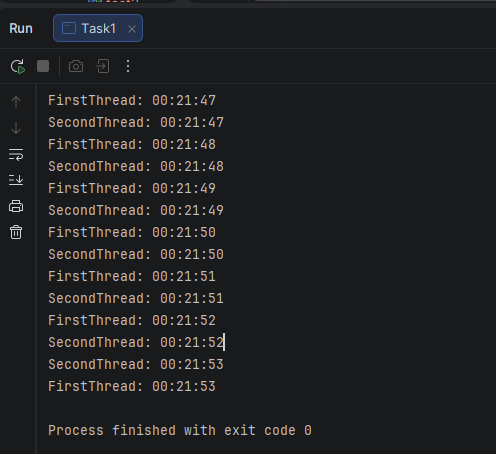 Run Task1
FirstThread: 00:21:47
SecondThread: 00:21:47
FirstThread: 00:21:48
SecondThread: 00:21:48
FirstThread: 00:21:49
SecondThread: 00:21:49
FirstThread: 00:21:50
SecondThread: 00:21:50
FirstThread: 00:21:51
SecondThread: 00:21:51
FirstThread: 00:21:52
SecondThread: 00:21:52
SecondThread: 00:21:53
FirstThread: 00:21:53
Process finished with exit code 0